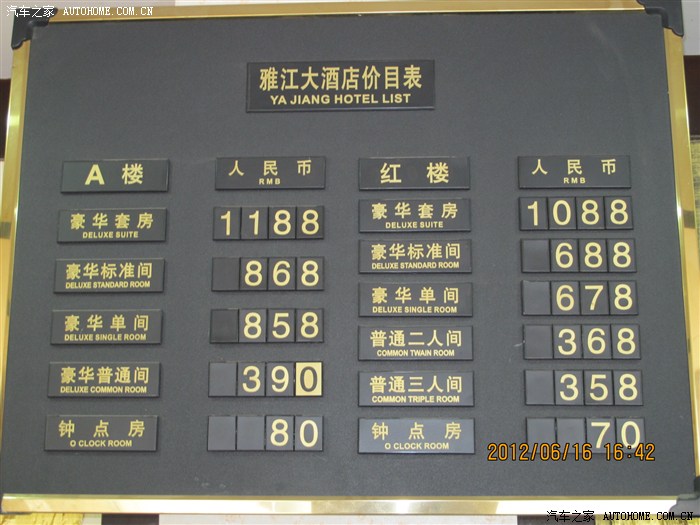 汽车之家 AUTOHOME.COM.CN
雅江大酒店价目表
YA JIANG HOTEL LIST
A 楼
人民币
RMB
豪华套房
DELUXE SUITE
1188
豪华标准间
DELUXE STANDARD ROOM
868
豪华单间
DELUXE SINGLE ROOM
858
豪华普通间
DELUXE COMMON ROOM
390
钟点房
O CLOCK ROOM
80
红楼
人民币
RMB
豪华套房
DELUXE SUITE
1088
豪华标准间
DELUXE STANDARD ROOM
688
豪华单间
DELUXE SINGLE ROOM
678
普通二人间
COMMON TWAIN ROOM
368
普通三人间
COMMON TRIPLE ROOM
358
钟点房
O CLOCK ROOM
70
2012/06/16 16:42
汽车之家 AUTOHOME.COM.CN